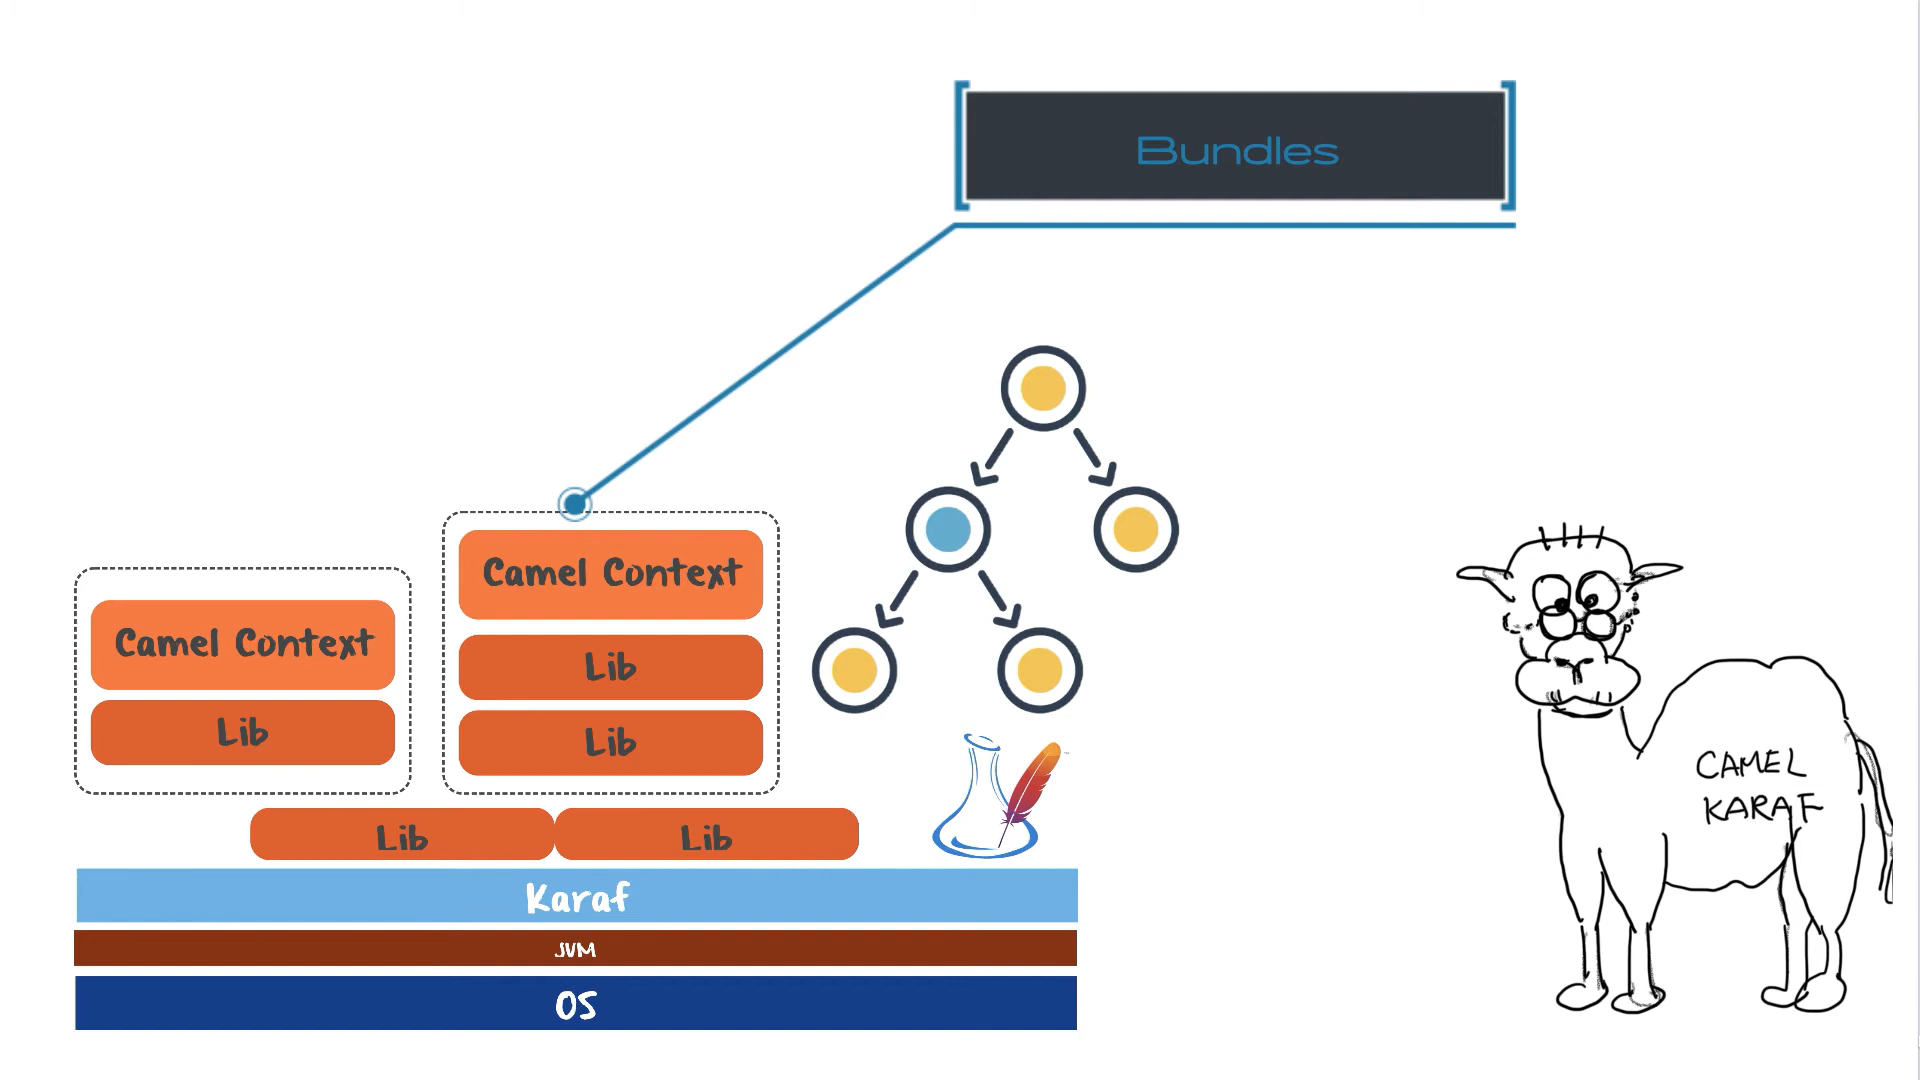 Bundles
Camel Context
Lib
Lib
Camel Context
Lib
Lib
Lib
Karaf
JVM
OS
CAMEL
KARAF